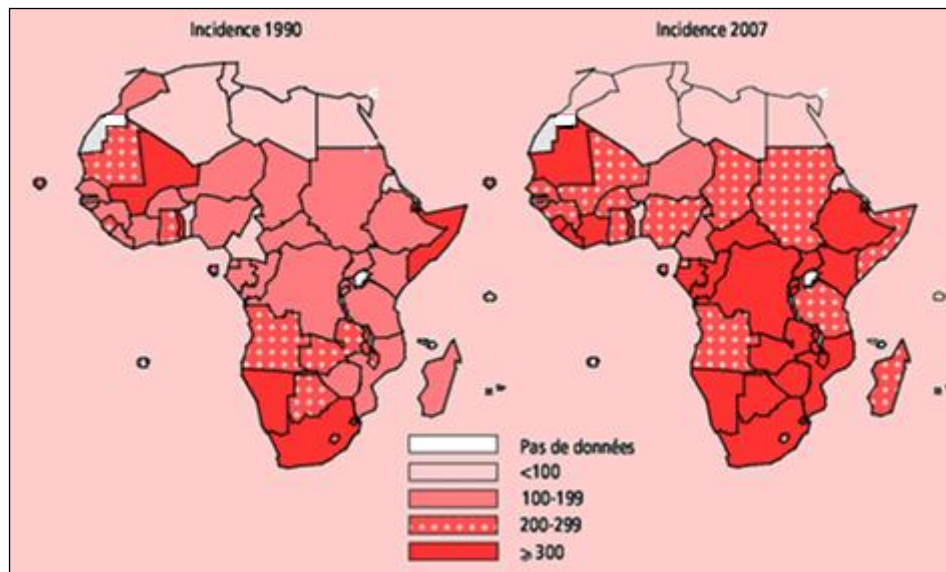 Incidence 1990
Incidence 2007
Pas de données
<100
100-199
200-299
⩾300